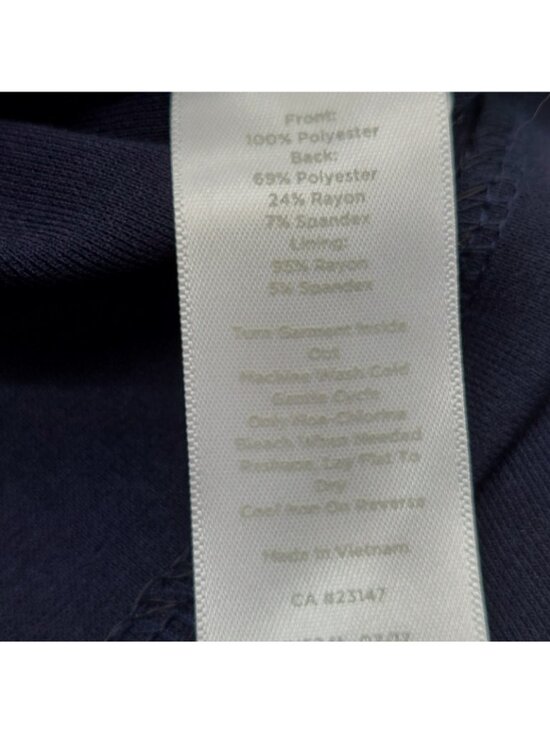 Front:
100% Polyester
Back:
69% Polyester
24% Rayon
7% Spandex
Lining:
95% Rayon
5% Spandex
Turn Garment Inside
Out
Machine Wash Cold
Gentle Cycle
Only Non-Chlorine
Bleach When Needed
Reshape, Lay Flat To
Dry
Cool Iron On Reverse
Made in Vietnam
CA #23147